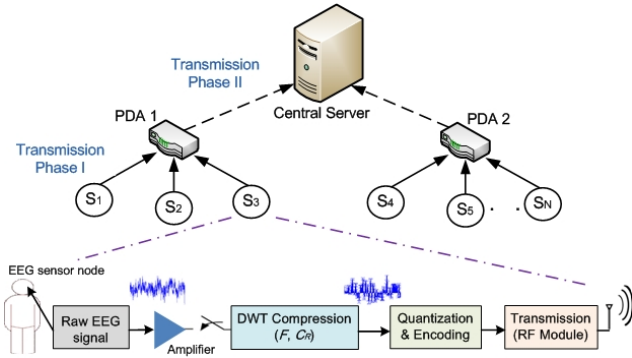 Transmission
Phase II
Central Server
PDA 1
PDA 2
Transmission
Phase I
S1
S2
S3
S4
S5
. . SN
EEG sensor node
Raw EEG
signal
Amplifier
DWT Compression
(F, CR)
Quantization
& Encoding
Transmission
(RF Module)